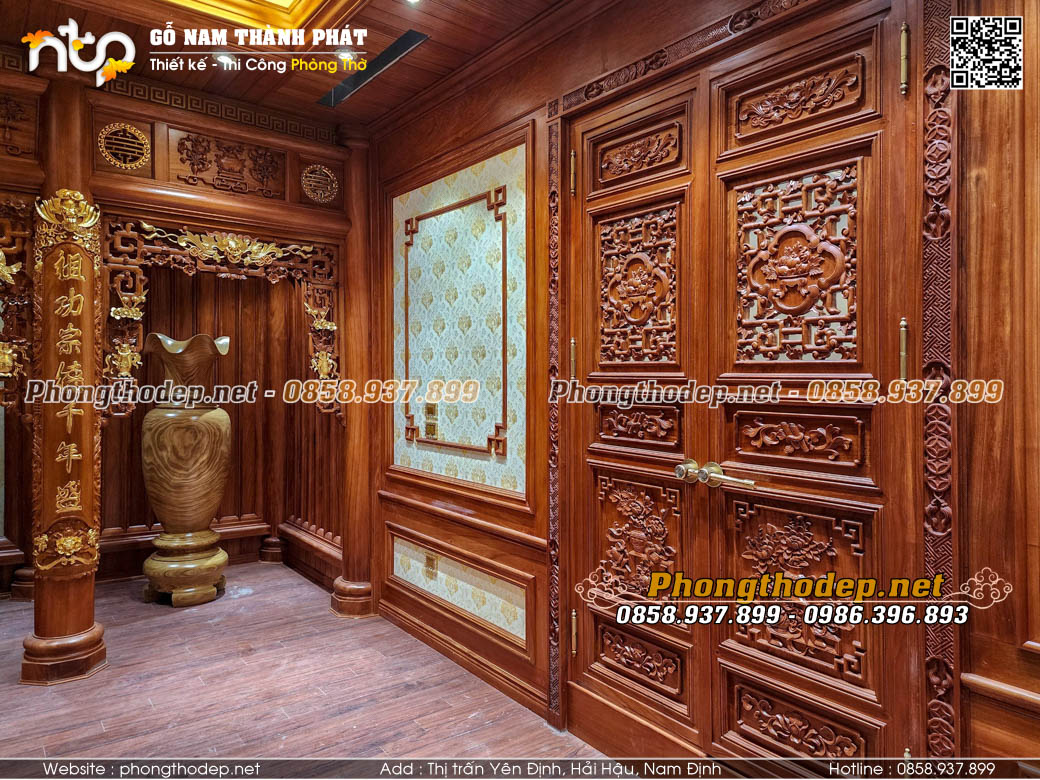 ntp
GỖ NAM THÀNH PHÁT
Thiết kế - Thi Công Phòng Thờ
組功宗德千年盛
Phongthodep.net - 0858.937.899
Phongthodep.net - 0858.937.899
Phongthodep.net
0858.937.899 - 0986.396.893
Website : phongthodep.net
Add : Thị trấn Yên Định, Hải Hậu, Nam Định
Hotline : 0858.937.899